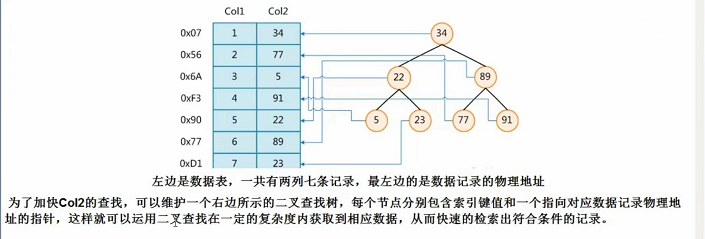 Col1 Col2
0x07 1 34
0x56 2 77
0x6A 3 5
0xF3 4 91
0x90 5 22
0x77 6 89
0xD1 7 23
34
22 89
5 23 77 91
左边是数据表，一共有两列七条记录，最左边的是数据记录的物理地址
为了加快Col2的查找，可以维护一个右边所示的二叉查找树，每个节点分别包含索引键值和一个指向对应数据记录物理地
址的指针，这样就可以运用二叉查找在一定的复杂度内获取到相应数据，从而快速的检索出符合条件的记录。